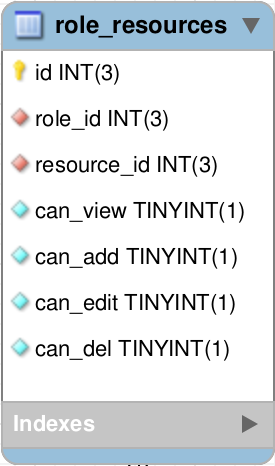 role_resources
id INT(3)
role_id INT(3)
resource_id INT(3)
can_view TINYINT(1)
can_add TINYINT(1)
can_edit TINYINT(1)
can_del TINYINT(1)
Indexes